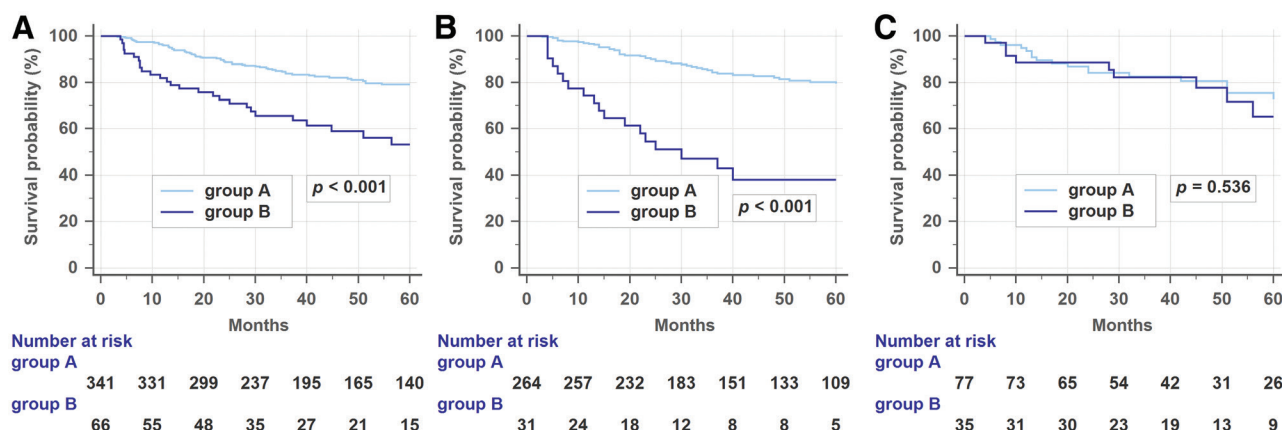 A
Survival probability (%)
100
80
60
40
20
0
group A
group B
p < 0.001
0 10 20 30 40 50 60
Months
Number at risk
group A
341 331 299 237 195 165 140
group B
66 55 48 35 27 21 15
B
Survival probability (%)
100
80
60
40
20
0
group A
group B
p < 0.001
0 10 20 30 40 50 60
Months
Number at risk
group A
264 257 232 183 151 133 109
group B
31 24 18 12 8 8 5
C
Survival probability (%)
100
80
60
40
20
0
group A
group B
p = 0.536
0 10 20 30 40 50 60
Months
Number at risk
group A
77 73 65 54 42 31 26
group B
35 31 30 23 19 13 9